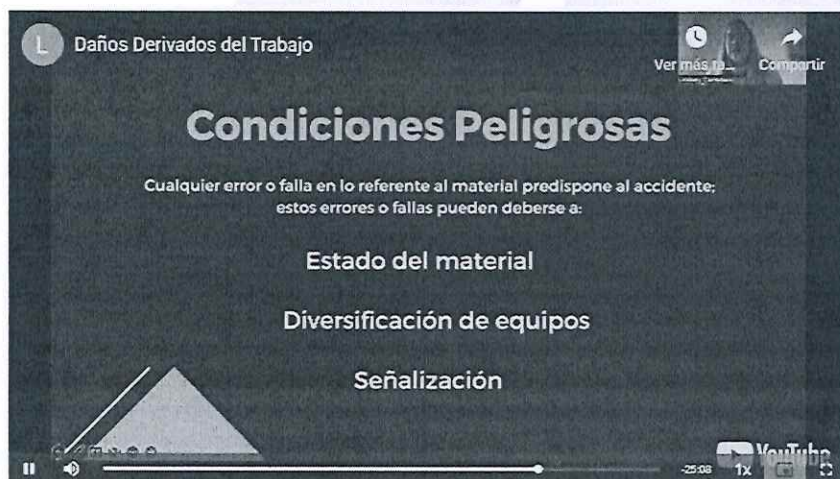 L
Daños Derivados del Trabajo
Ver más ta...
Compartir
Condiciones Peligrosas
Cualquier error o falla en lo referente al material predispone al accidente;
estos errores o fallas pueden deberse a:
Estado del material
Diversificación de equipos
Señalización
YouTube
-25:08
1x